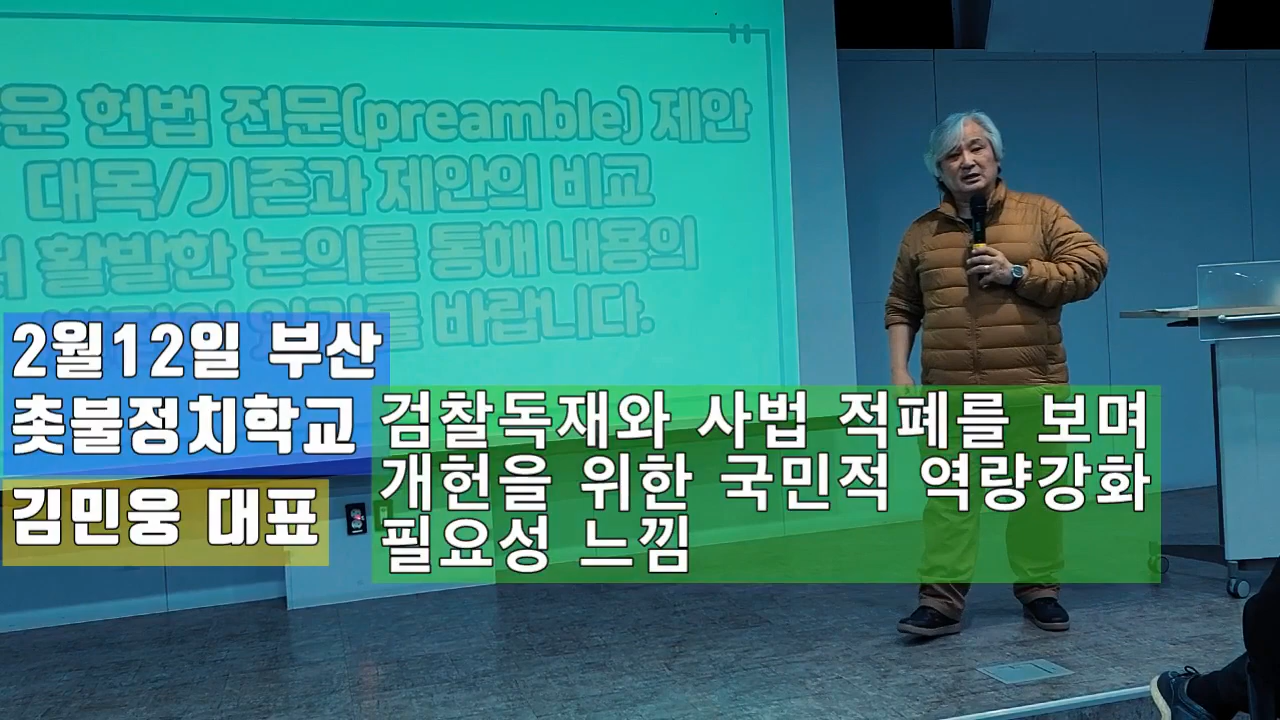 운 헌법 전문(preamble) 제안
대목/기존과 제안의 비교
활발한 논의를 통해 내용의
있기를 바랍니다.
2월12일 부산
촛불정치학교
김민웅 대표
검찰독재와 사법 적폐를 보며
개헌을 위한 국민적 역량강화
필요성 느낌